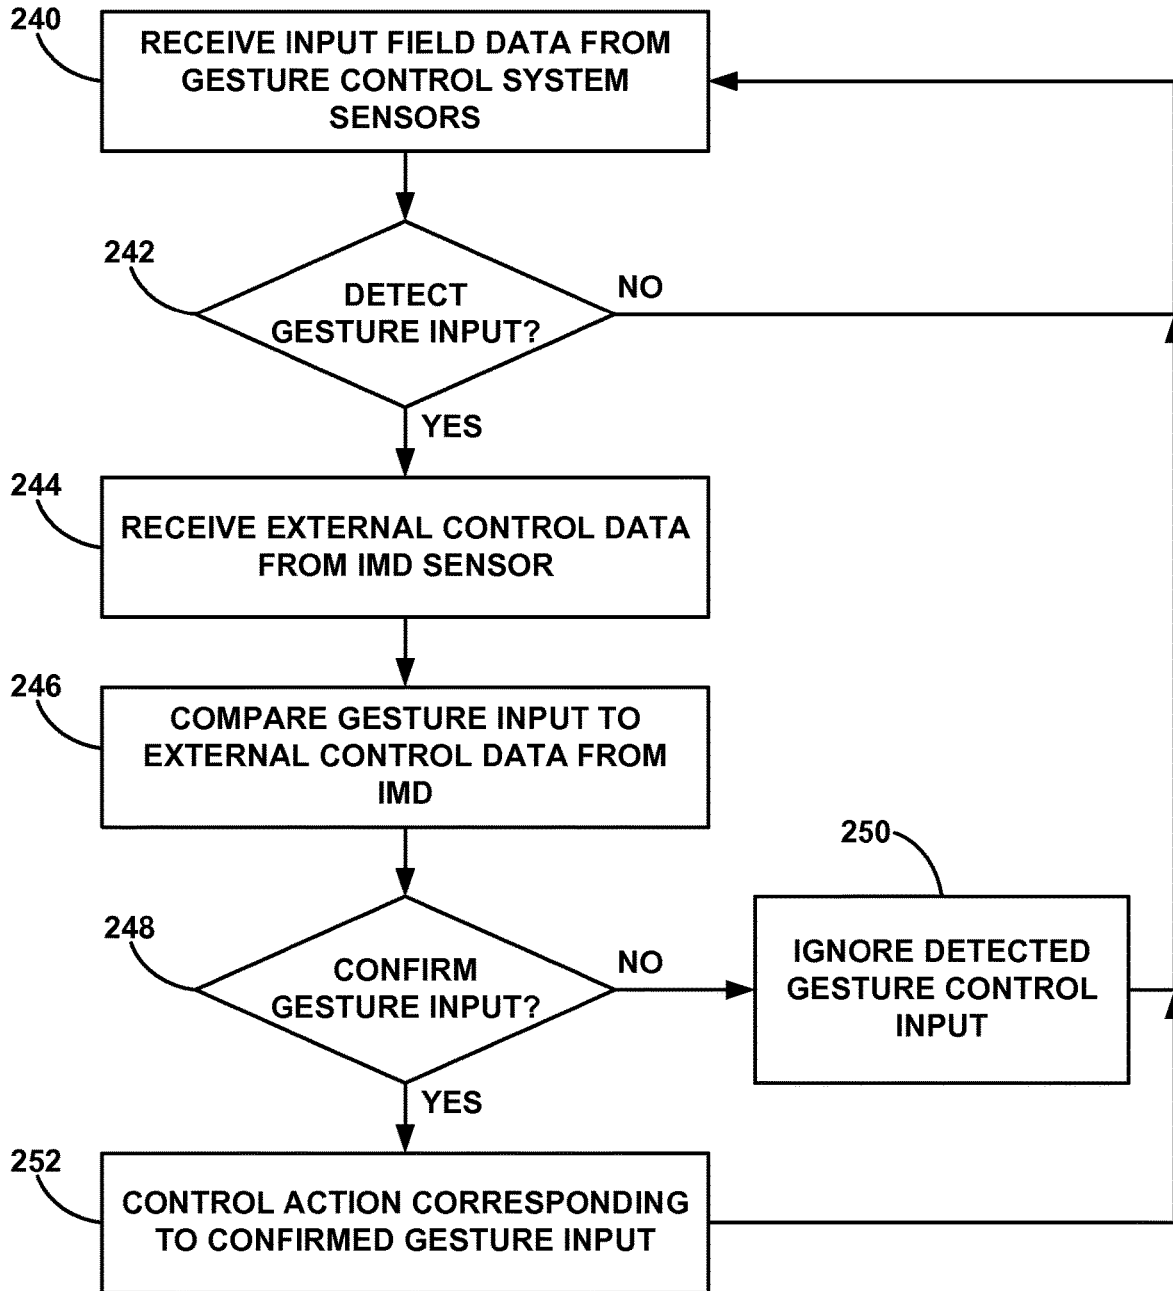 240
RECEIVE INPUT FIELD DATA FROM
GESTURE CONTROL SYSTEM
SENSORS
242
DETECT
GESTURE INPUT?
NO
YES
244
RECEIVE EXTERNAL CONTROL DATA
FROM IMD SENSOR
246
COMPARE GESTURE INPUT TO
EXTERNAL CONTROL DATA FROM
IMD
248
CONFIRM
GESTURE INPUT?
NO
250
IGNORE DETECTED
GESTURE CONTROL
INPUT
YES
252
CONTROL ACTION CORRESPONDING
TO CONFIRMED GESTURE INPUT